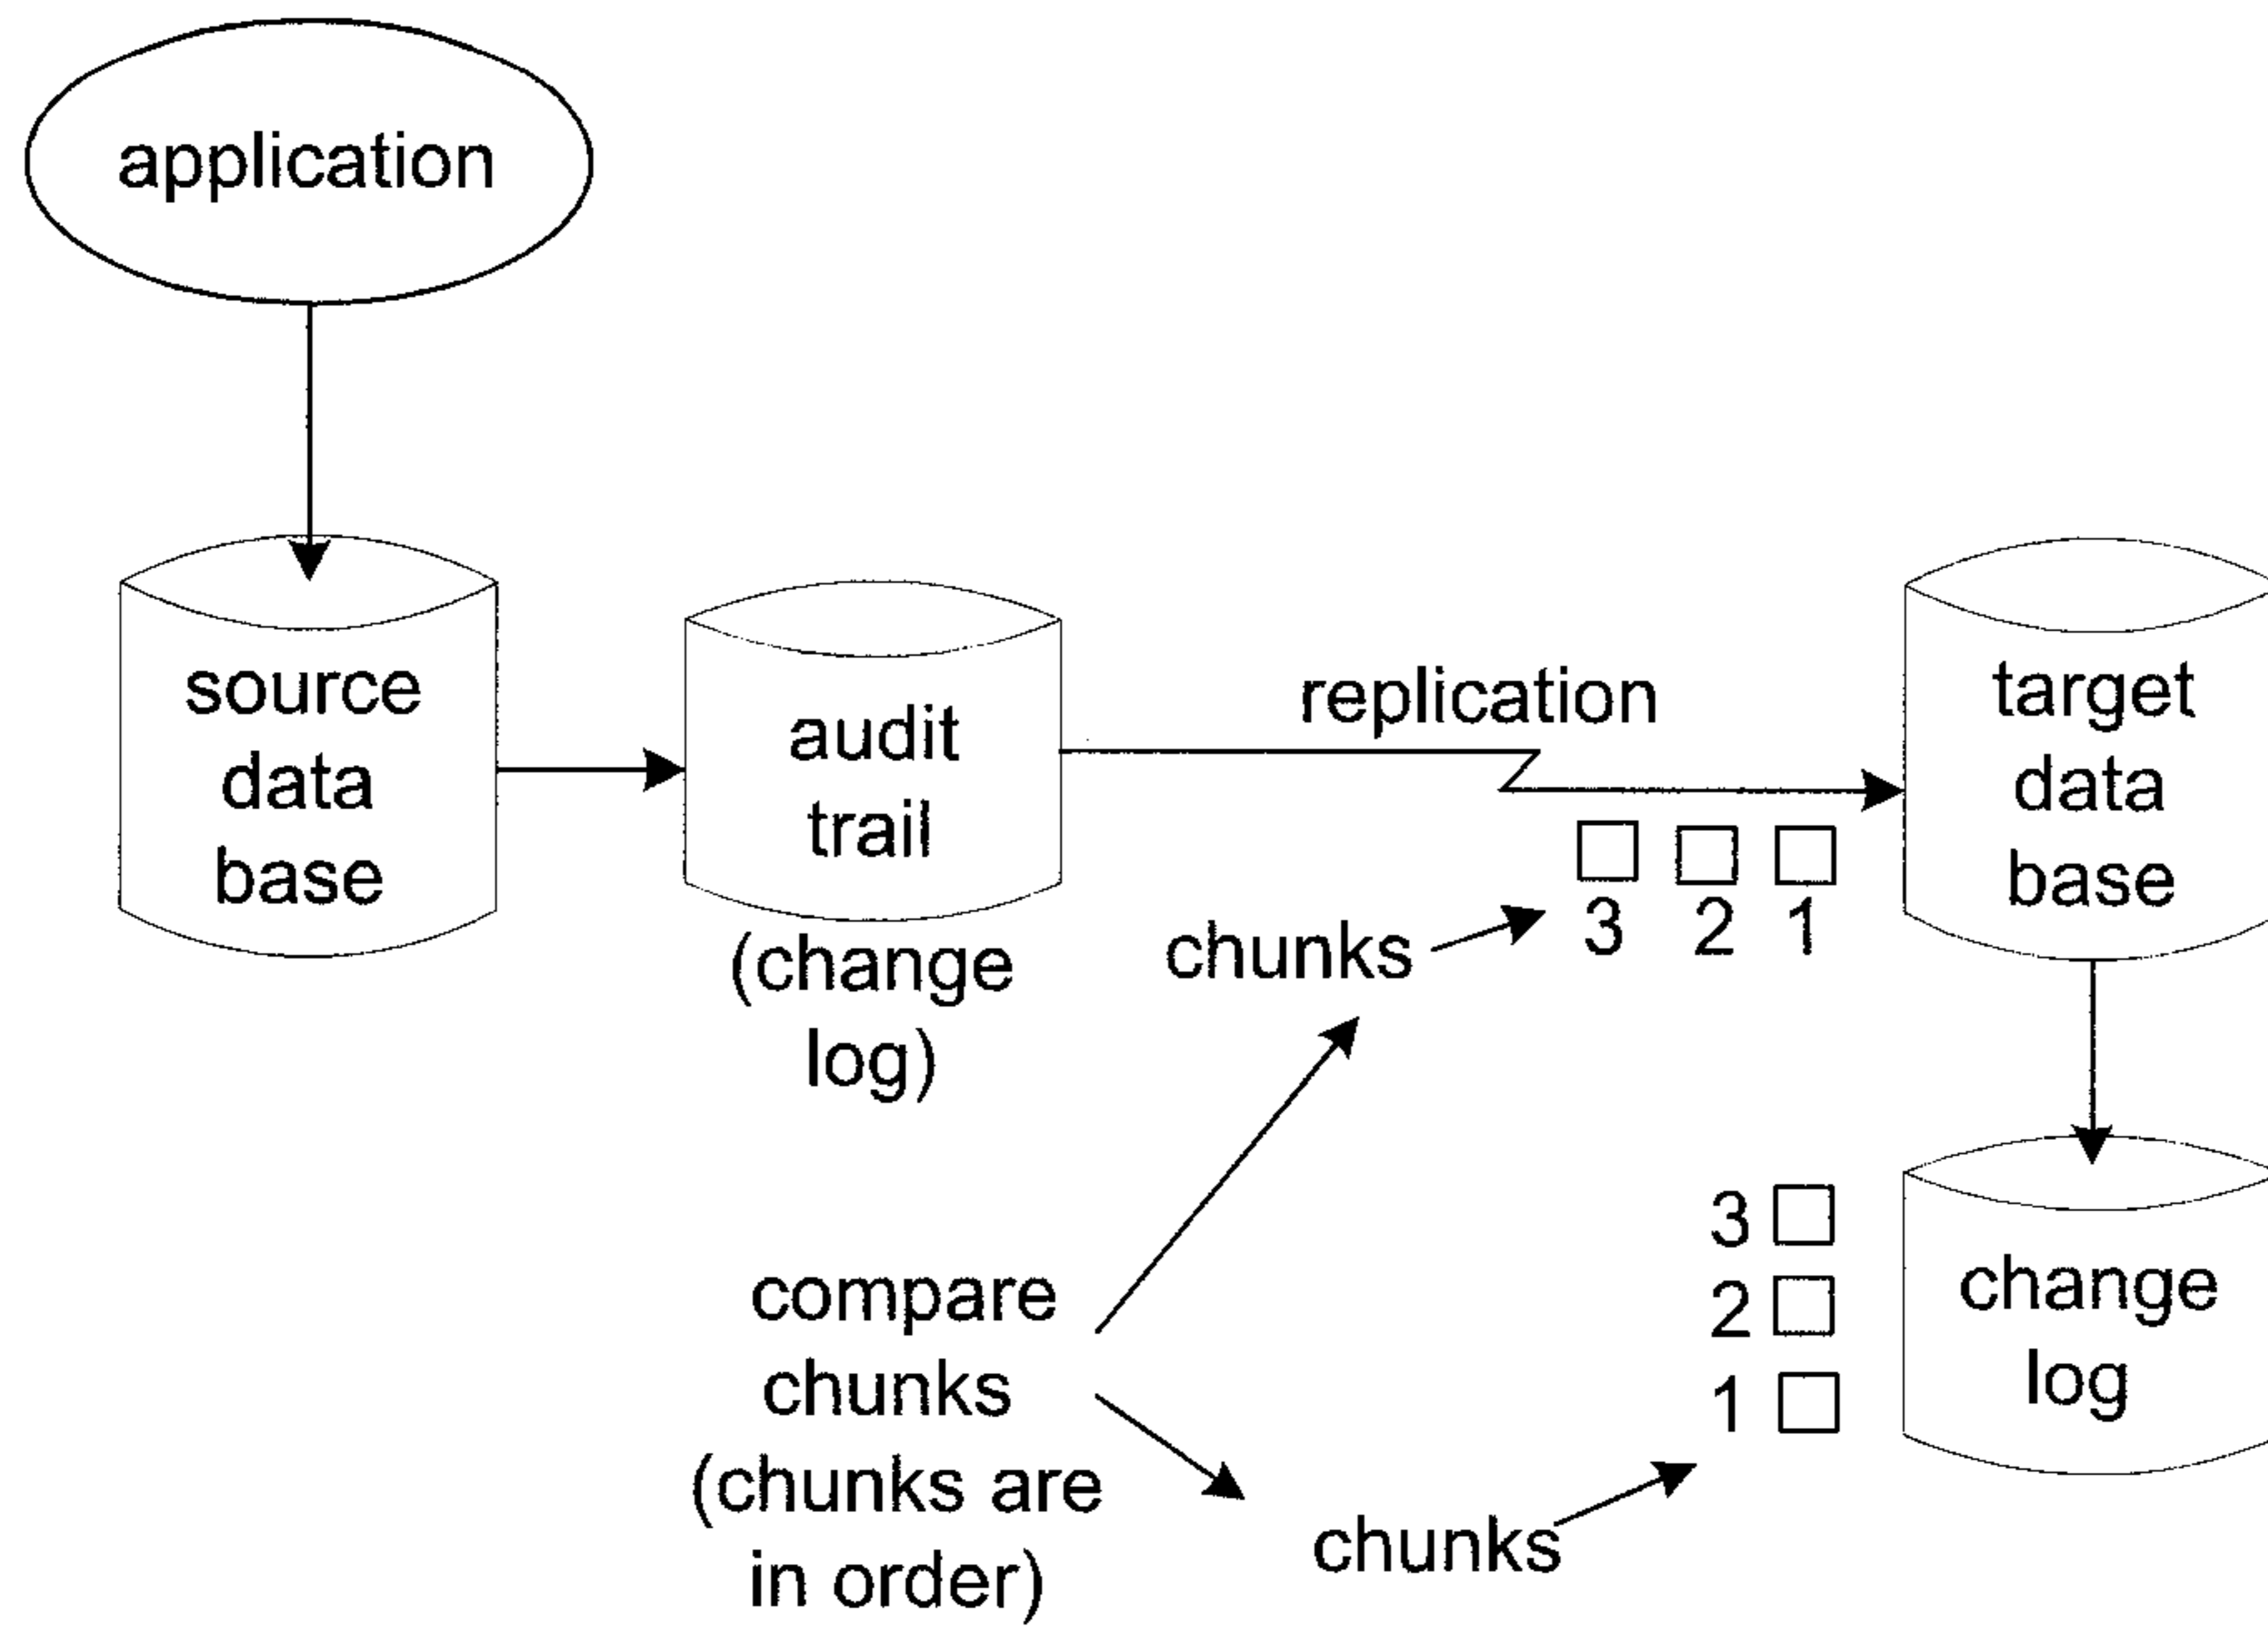 application
source
data
base
audit
trail
(change
log)
replication
target
data
base
3 2 1
chunks
3
2
1
change
log
compare
chunks
(chunks are
in order)
chunks